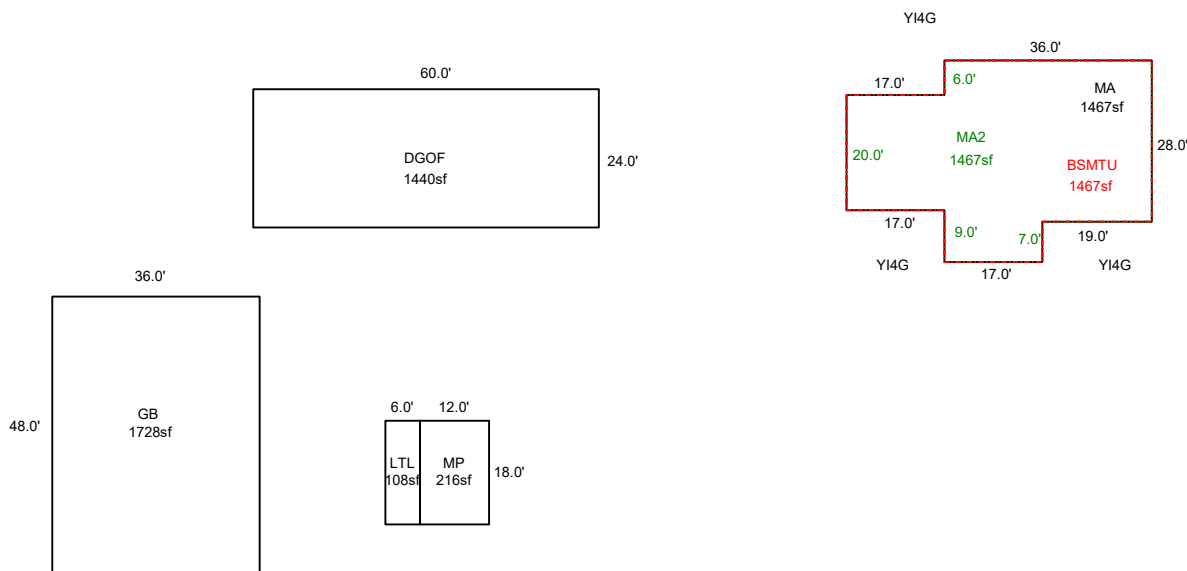 YI4G
36.0'
60.0'
17.0'
6.0'
MA
1467sf
DGOF
1440sf
24.0'
20.0'
MA2
1467sf
28.0'
BSMTU
1467sf
17.0'
9.0'
7.0'
19.0'
YI4G
17.0'
YI4G
36.0'
48.0'
GB
1728sf
6.0'
12.0'
LTL
108sf
MP
216sf
18.0'